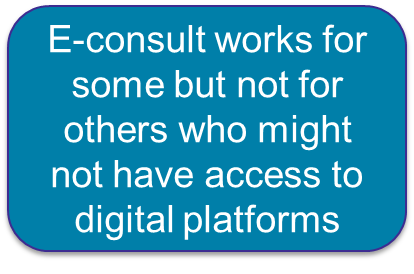 E-consult works for
some but not for
others who might
not have access to
digital platforms